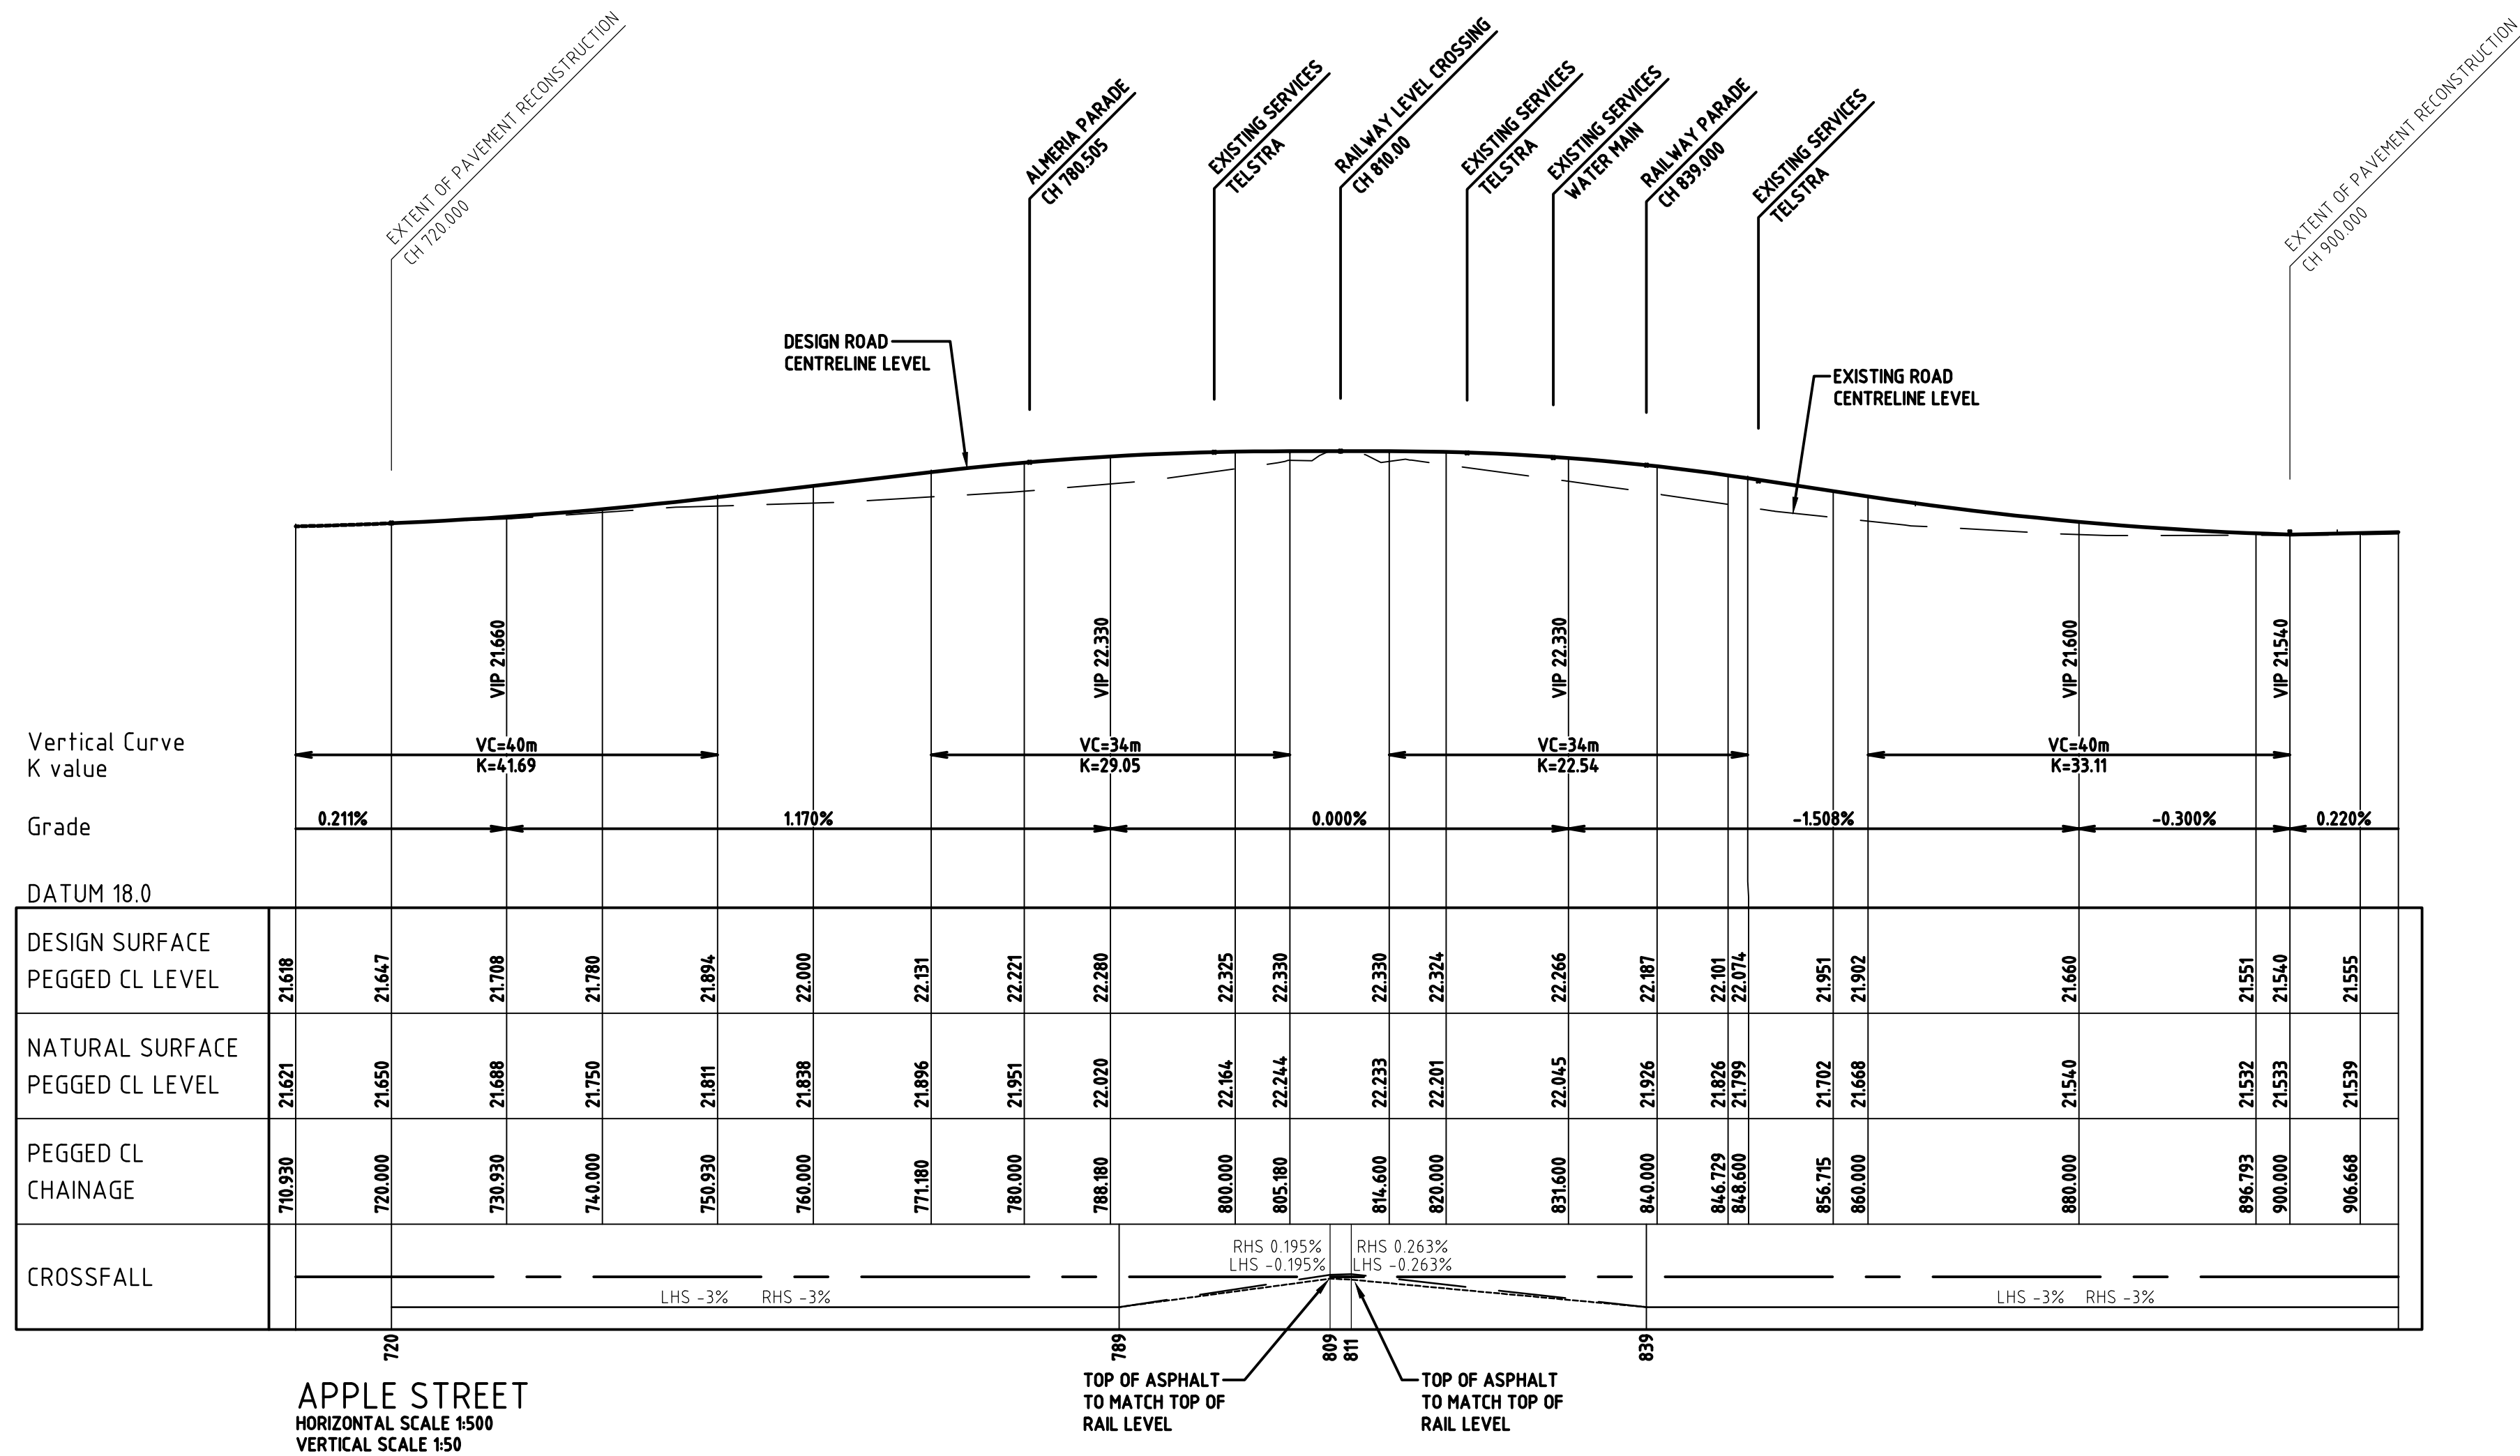 EXTENT OF PAVEMENT RECONSTRUCTION
CH 720.000
ALMERIA PARADE
CH 780.505
EXISTING SERVICES
TELSTRA
RAILWAY LEVEL CROSSING
CH 810.00
EXISTING SERVICES
TELSTRA
EXISTING SERVICES
WATER MAIN
RAILWAY PARADE
CH 839.000
EXISTING SERVICES
TELSTRA
EXTENT OF PAVEMENT RECONSTRUCTION
CH 900.000
DESIGN ROAD
CENTRELINE LEVEL
EXISTING ROAD
CENTRELINE LEVEL
VIP 21.660
VIP 22.330
VIP 22.330
VIP 21.600
VIP 21.540
Vertical Curve
K value
VC=40m
K=41.69
VC=34m
K=29.05
VC=34m
K=22.54
VC=40m
K=33.11
Grade
0.211%
1.170%
0.000%
-1.508%
-0.300%
0.220%
DATUM 18.0
DESIGN SURFACE
PEGGED CL LEVEL
21.618
21.647
21.708
21.780
21.894
22.000
22.131
22.221
22.280
22.325
22.330
22.330
22.324
22.266
22.187
22.101
22.074
21.951
21.902
21.660
21.551
21.540
21.555
NATURAL SURFACE
PEGGED CL LEVEL
21.621
21.650
21.688
21.750
21.811
21.838
21.896
21.951
22.020
22.164
22.244
22.233
22.201
22.045
21.926
21.826
21.799
21.702
21.668
21.540
21.532
21.533
21.539
PEGGED CL
CHAINAGE
710.930
720.000
730.930
740.000
750.930
760.000
771.180
780.000
788.180
800.000
805.180
814.600
820.000
831.600
840.000
846.729
848.600
856.715
860.000
880.000
896.793
900.000
906.668
CROSSFALL
LHS -3%
RHS -3%
RHS 0.195%
LHS -0.195%
RHS 0.263%
LHS -0.263%
LHS -3%
RHS -3%
720
789
809
811
839
TOP OF ASPHALT
TO MATCH TOP OF
RAIL LEVEL
TOP OF ASPHALT
TO MATCH TOP OF
RAIL LEVEL
APPLE STREET
HORIZONTAL SCALE 1:500
VERTICAL SCALE 1:50